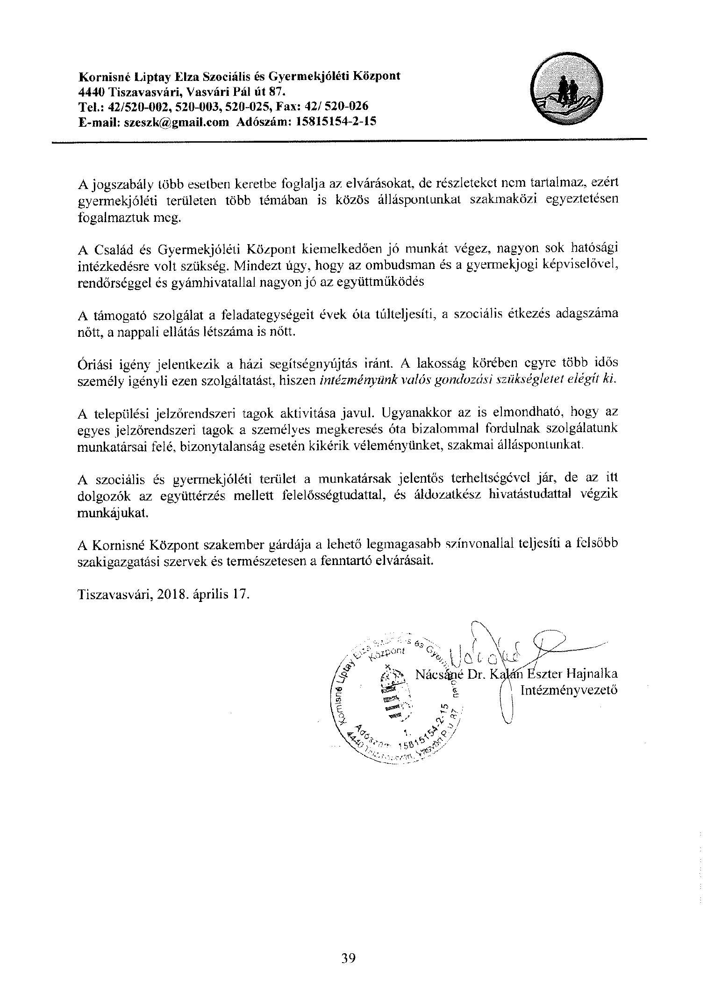 Kornisné Liptay Elza Szociális és Gyermekjóléti Központ
4440 Tiszavasvári, Vasvári Pál út 87.
Tel.: 42/520-002, 520-003, 520-025, Fax: 42/ 520-026
E-mail: szeszk@gmail.com Adószám: 15815154-2-15
A jogszabály több esetben keretbe foglalja az elvárásokat, de részleteket nem tartalmaz, ezért
gyermekjóléti területen több témában is közös álláspontunkat szakmaközi egyeztetésen
fogalmaztuk meg.
A Család és Gyermekjóléti Központ kiemelkedően jó munkát végez, nagyon sok hatósági
intézkedésre volt szükség. Mindezt úgy, hogy az ombudsman és a gyermekjogi képviselővel,
rendőrséggel és gyámhivatallal nagyon jó az együttműködés
A támogató szolgálat a feladategységeit évek óta túlteljesíti, a szociális étkezés adagszáma
nőtt, a nappali ellátás létszáma is nőtt.
Óriási igény jelentkezik a házi segítségnyújtás iránt. A lakosság körében egyre több idős
személy igényli ezen szolgáltatást, hiszen intézményünk valós gondozási szükségletet elégít ki.
A települési jelzőrendszeri tagok aktivitása javul. Ugyanakkor az is elmondható, hogy az
egyes jelzőrendszeri tagok a személyes megkeresés óta bizalommal fordulnak szolgálatunk
munkatársai felé, bizonytalanság esetén kikérik véleményünket, szakmai álláspontunkat.
A szociális és gyermekjóléti terület a munkatársak jelentős terheltségével jár, de az itt
dolgozók az együttérzés mellett felelősségtudattal, és áldozatkész hivatástudattal végzik
munkájukat.
A Kornisné Központ szakember gárdája a lehető legmagasabb színvonallal teljesíti a felsőbb
szakigazgatási szervek és természetesen a fenntartó elvárásait.
Tiszavasvári, 2018. április 17.
Kornisné Liptay Elza és
Központ
Nácsáné Dr. Kalán Eszter Hajnalka
Intézményvezető
1.
15815154-2-15
4440 Vasvári P. u. 87
39